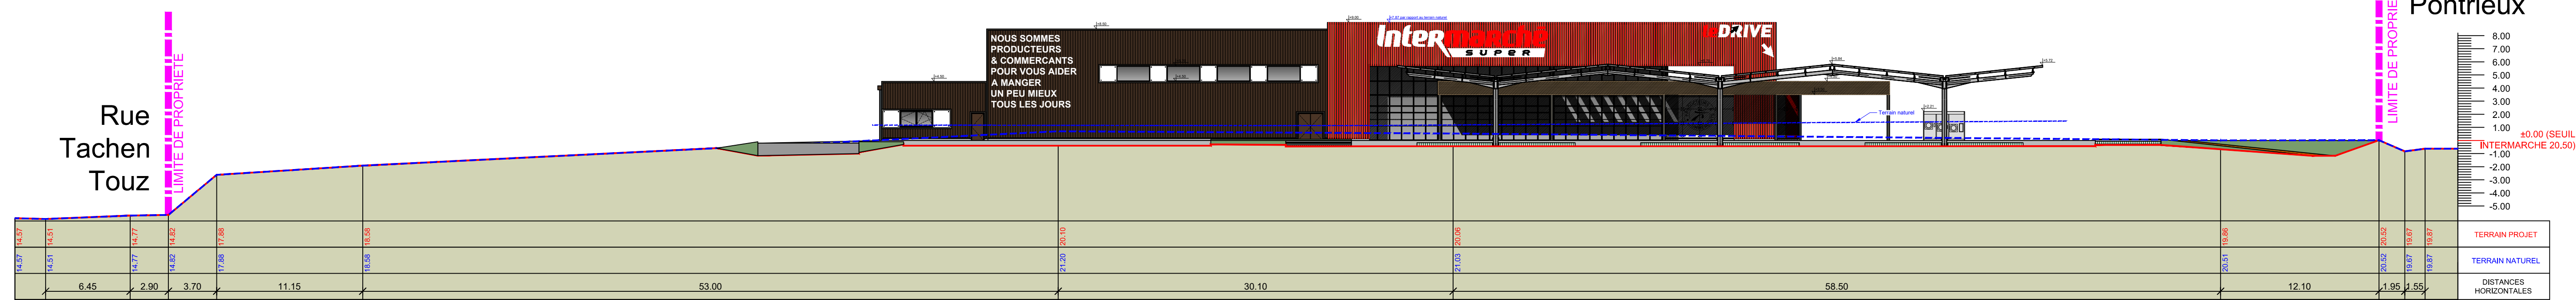 Pontrieux
LIMITE DE PROPRIE
Rue
Tachen
Touz
LIMITE DE PROPRIETE
NOUS SOMMES
PRODUCTEURS
& COMMERCANTS
POUR VOUS AIDER
A MANGER
UN PEU MIEUX
TOUS LES JOURS
InterMarché
SUPER
DRIVE
Terrain naturel
8.00
7.00
6.00
5.00
4.00
3.00
2.00
1.00
±0.00 (SEUIL
INTERMARCHE 20,50)
-1.00
-2.00
-3.00
-4.00
-5.00
14.57 14.51 14.77 14.82 17.88 18.58 20.10 20.06 19.86 20.52 19.67 19.87 TERRAIN PROJET
14.57 14.51 14.77 14.82 17.88 18.58 21.20 21.03 20.51 20.52 19.67 19.87 TERRAIN NATUREL
6.45 2.90 3.70 11.15 53.00 30.10 58.50 12.10 1.95 1.55 DISTANCES
HORIZONTALES